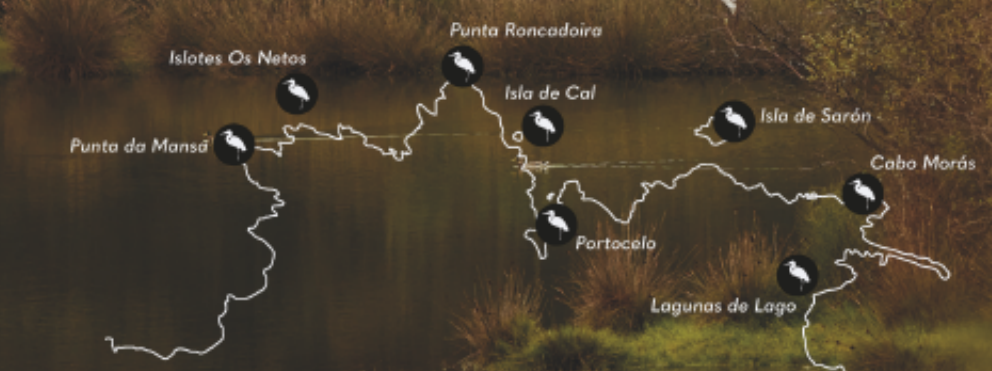 Punta Roncadoira
Islotes Os Netos
Isla de Cal
Isla de Sarón
Punta da Mansã
Cabo Morás
Portocelo
Lagunas de Lago